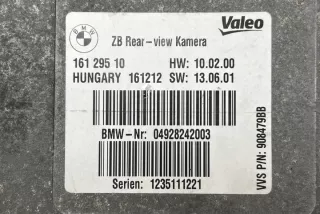 BMW
Valeo
ZB Rear-view Kamera
161 295 10 HW: 10.02.00
HUNGARY 161212 SW: 13.06.01
BMW-Nr: 04928242003
Serien: 1235111221
VVS P/N: 908479BB